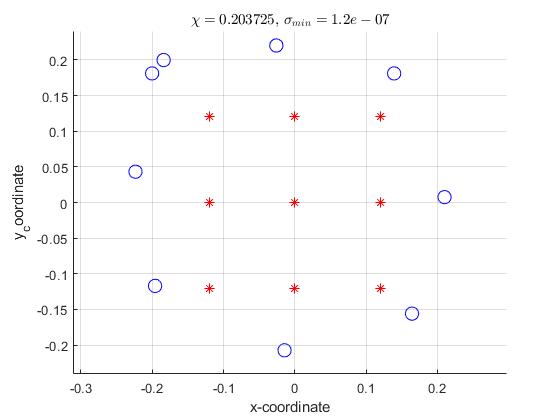 χ = 0.203725, σ_min = 1.2e − 07
0.2
0.15
0.1
0.05
0
-0.05
-0.1
-0.15
-0.2
y_coordinate
-0.3 -0.2 -0.1 0 0.1 0.2
x-coordinate